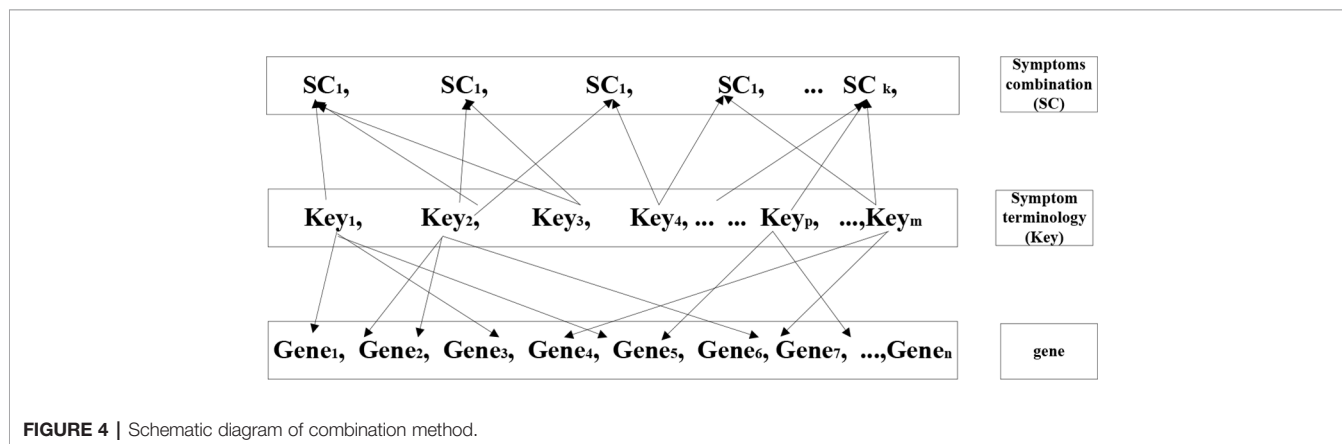 SC1, SC1, SC1, SC1, ... SC k,
Symptoms
combination
(SC)
Key1, Key2, Key3, Key4, ... ... Keyp, ...,Keym
Symptom
terminology
(Key)
Gene1, Gene2, Gene3, Gene4, Gene5, Gene6, Gene7, ...,Genen
gene
FIGURE 4 | Schematic diagram of combination method.